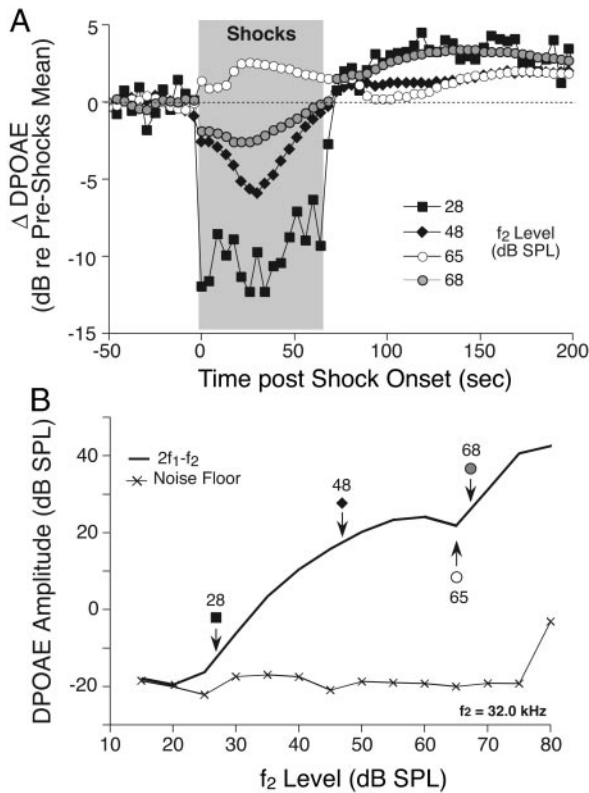 A
Shocks
Δ DPOAE
(dB re Pre-Shocks Mean)
5
0
-5
-10
-15
28
48
65
68
f2 Level
(dB SPL)
-50
0
50
100
150
200
Time post Shock Onset (sec)
B
DPOAE Amplitude (dB SPL)
40
20
0
-20
2f1-f2
Noise Floor
28
48
68
65
f2 = 32.0 kHz
10
20
30
40
50
60
70
80
f2 Level (dB SPL)